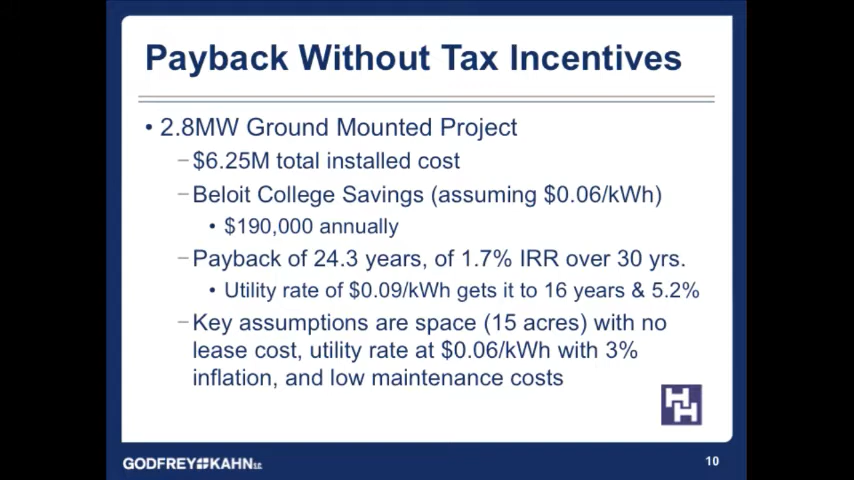 Payback Without Tax Incentives
• 2.8MW Ground Mounted Project
–$6.25M total installed cost
–Beloit College Savings (assuming $0.06/kWh)
• $190,000 annually
–Payback of 24.3 years, of 1.7% IRR over 30 yrs.
• Utility rate of $0.09/kWh gets it to 16 years & 5.2%
–Key assumptions are space (15 acres) with no
lease cost, utility rate at $0.06/kWh with 3%
inflation, and low maintenance costs
HH
GODFREY KAHN S.C.
10